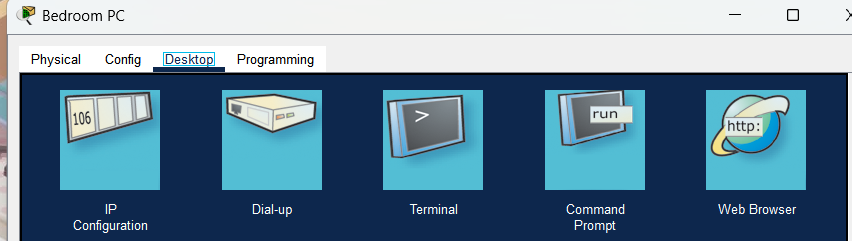 Bedroom PC
Physical Config Desktop Programming
106 > run http:
IP
Configuration
Dial-up
Terminal
Command
Prompt
Web Browser